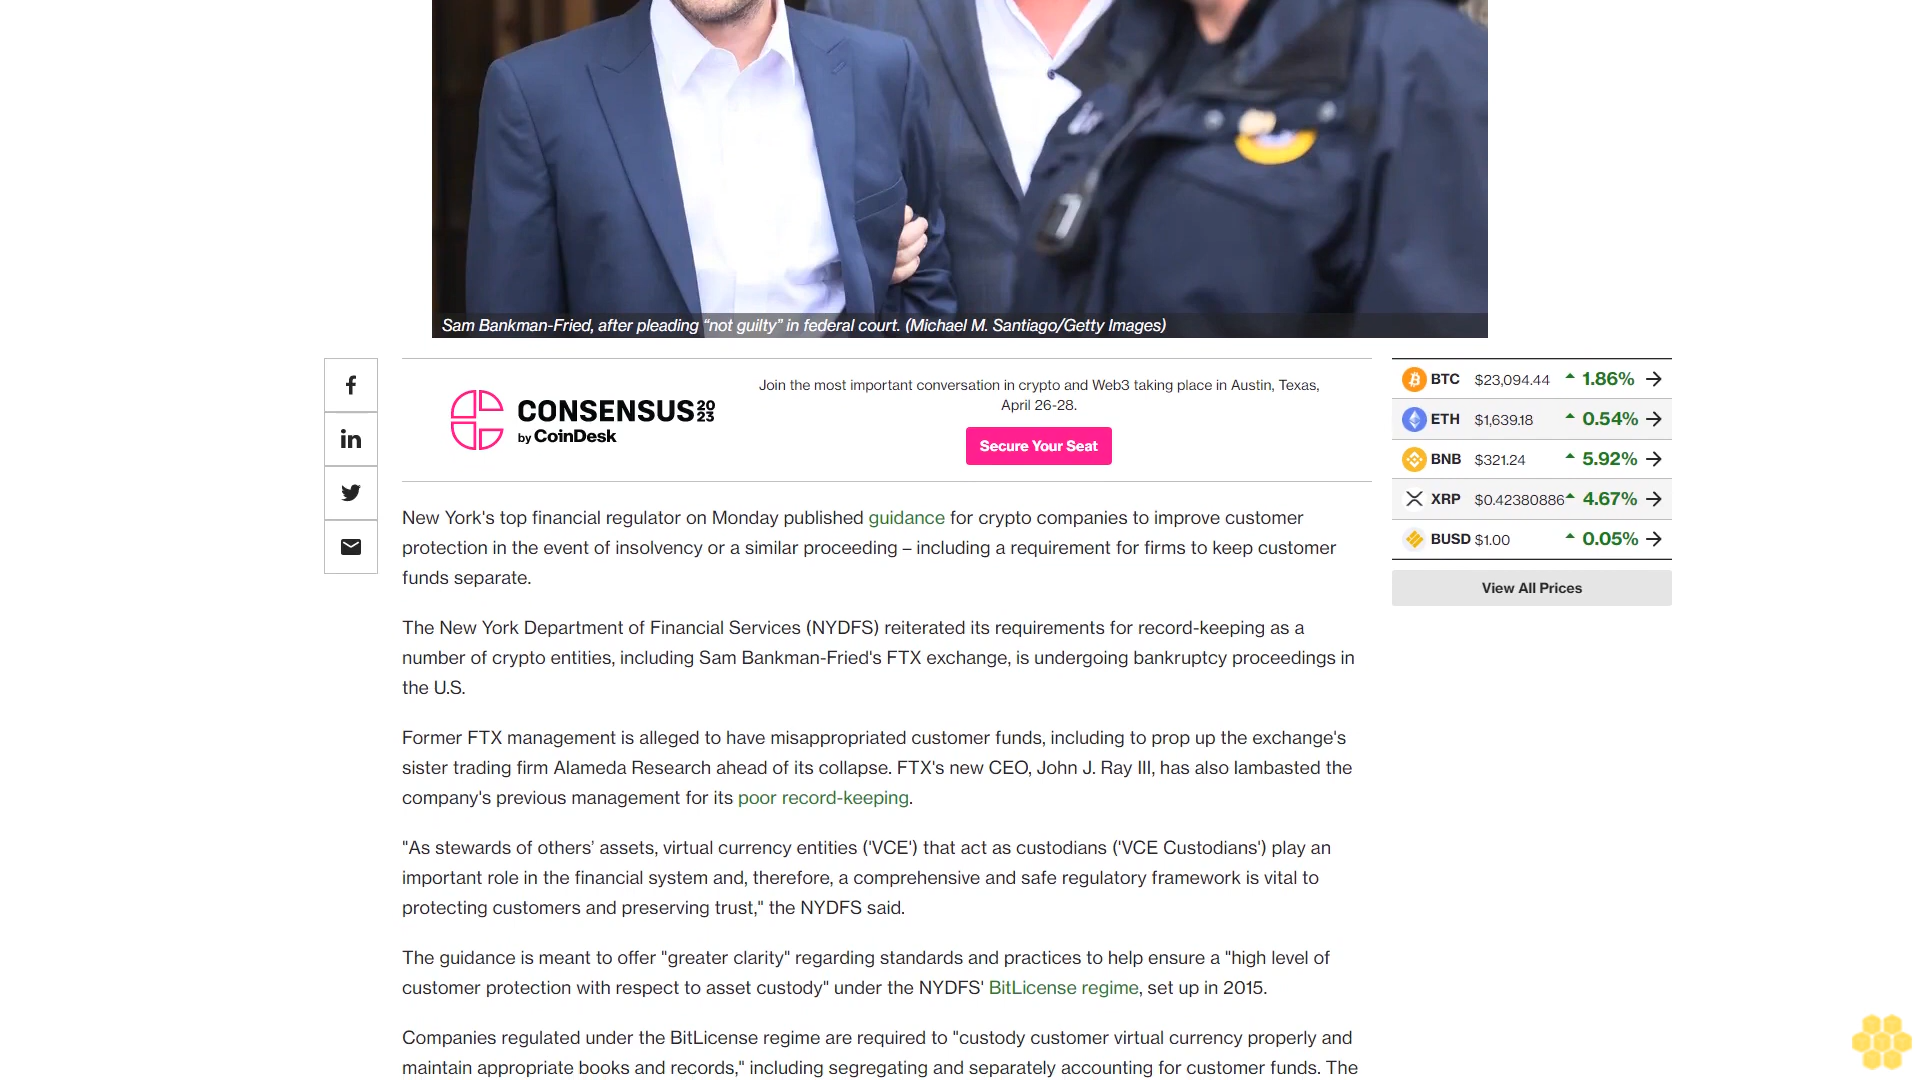 Sam Bankman-Fried, after pleading “not guilty” in federal court. (Michael M. Santiago/Getty Images)
CONSENSUS 20 23
by CoinDesk
Join the most important conversation in crypto and Web3 taking place in Austin, Texas,
April 26-28.
Secure Your Seat
BTC $23,094.44 1.86%
ETH $1,639.18 0.54%
BNB $321.24 5.92%
XRP $0.42380886 4.67%
BUSD $1.00 0.05%
View All Prices
New York's top financial regulator on Monday published guidance for crypto companies to improve customer
protection in the event of insolvency or a similar proceeding – including a requirement for firms to keep customer
funds separate.
The New York Department of Financial Services (NYDFS) reiterated its requirements for record-keeping as a
number of crypto entities, including Sam Bankman-Fried's FTX exchange, is undergoing bankruptcy proceedings in
the U.S.
Former FTX management is alleged to have misappropriated customer funds, including to prop up the exchange's
sister trading firm Alameda Research ahead of its collapse. FTX's new CEO, John J. Ray III, has also lambasted the
company's previous management for its poor record-keeping.
"As stewards of others’ assets, virtual currency entities ('VCE') that act as custodians ('VCE Custodians') play an
important role in the financial system and, therefore, a comprehensive and safe regulatory framework is vital to
protecting customers and preserving trust," the NYDFS said.
The guidance is meant to offer "greater clarity" regarding standards and practices to help ensure a "high level of
customer protection with respect to asset custody" under the NYDFS' BitLicense regime, set up in 2015.
Companies regulated under the BitLicense regime are required to "custody customer virtual currency properly and
maintain appropriate books and records," including segregating and separately accounting for customer funds. The